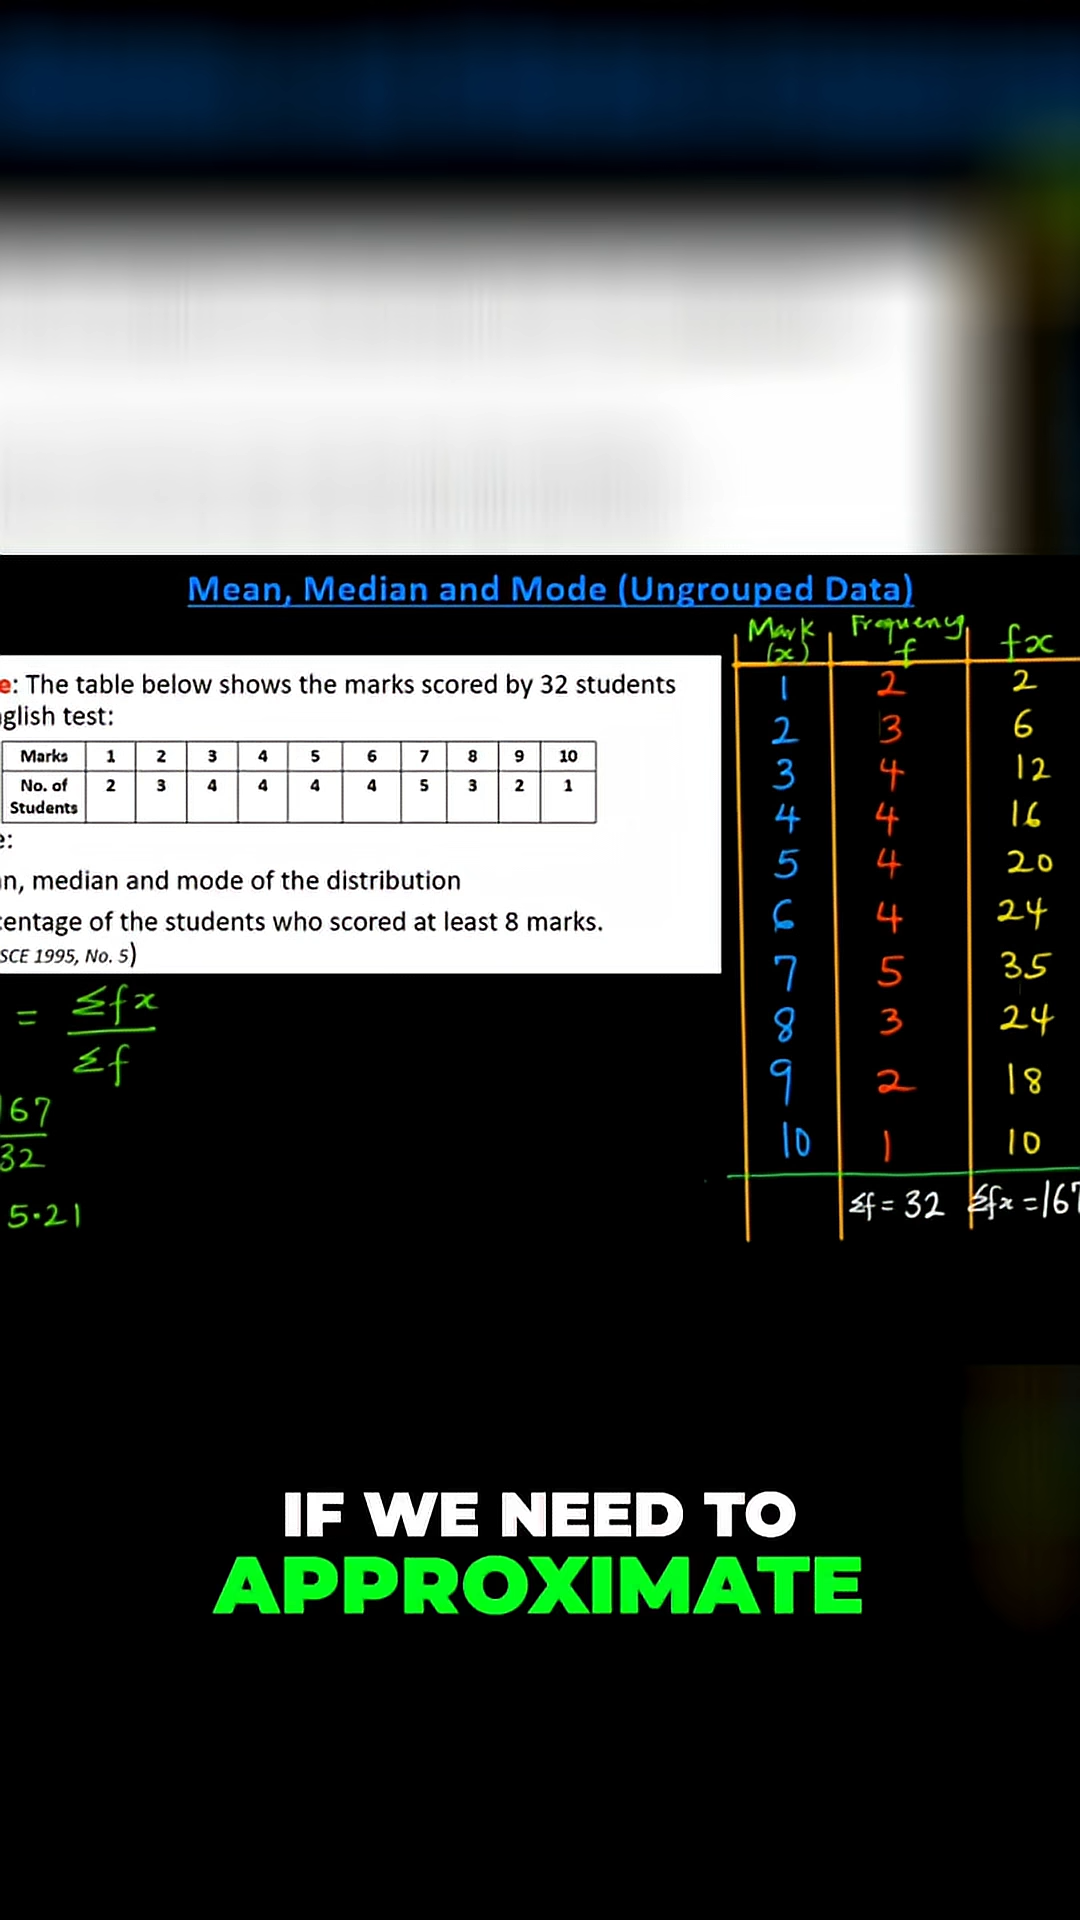 Mean, Median and Mode (Ungrouped Data)
e: The table below shows the marks scored by 32 students
glish test:
Marks 1 2 3 4 5 6 7 8 9 10
No. of Students 2 3 4 4 4 4 5 3 2 1
e:
n, median and mode of the distribution
centage of the students who scored at least 8 marks.
SCE 1995, No. 5)
= Σfx
Σf
167
32
5.21
Mark (x) Frequency f fx
1 2 2
2 3 6
3 4 12
4 4 16
5 4 20
6 4 24
7 5 35
8 3 24
9 2 18
10 1 10
Σf = 32 Σfx = 167
IF WE NEED TO
APPROXIMATE